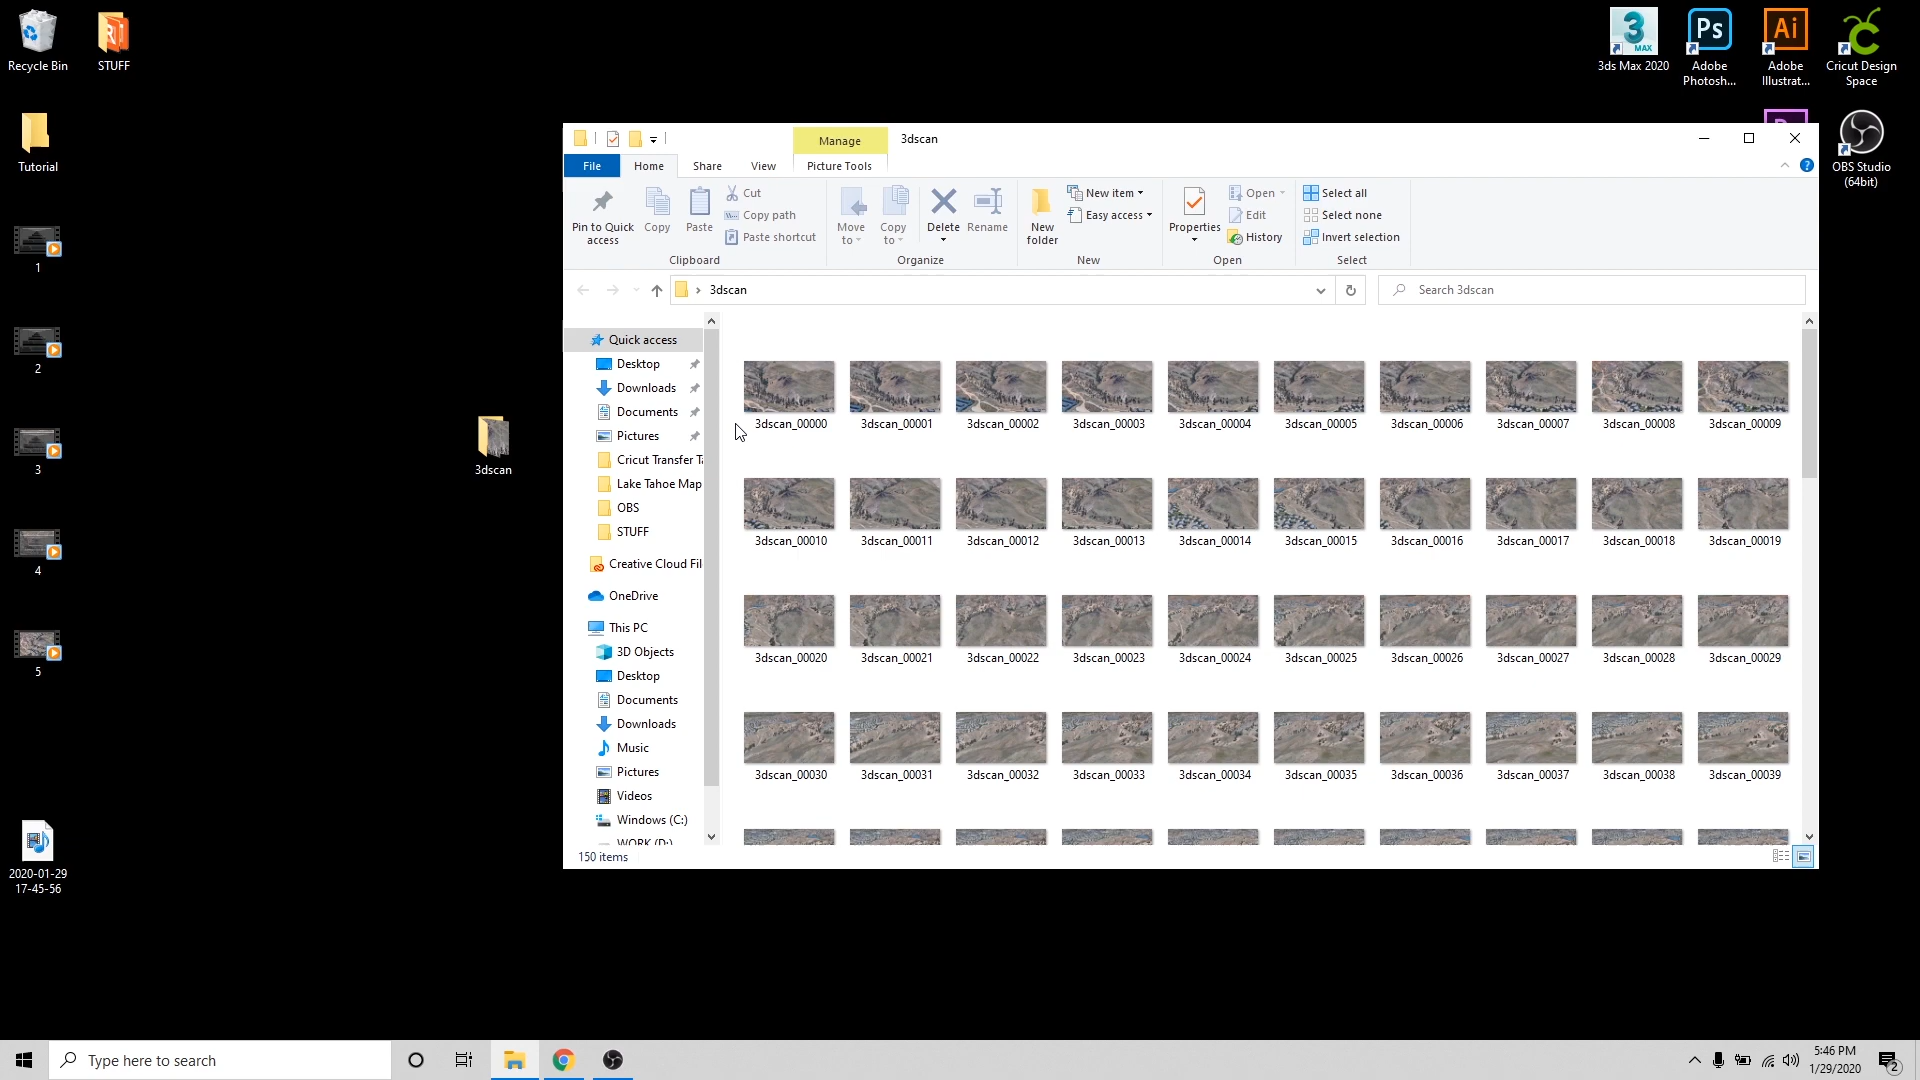 Recycle Bin
STUFF
Tutorial
1
2
3
4
5
2020-01-29
17-45-56
3dscan
3
MAX
3ds Max 2020
Ps
Adobe
Photosh...
Ai
Adobe
Illustrat...
Cricut Design
Space
OBS Studio
(64bit)
Manage
3dscan
File
Home
Share
View
Picture Tools
Pin to Quick
access
Copy
Paste
Cut
Copy path
Paste shortcut
Clipboard
Move
to
Copy
to
Delete
Rename
Organize
New
folder
New item
Easy access
New
Properties
Open
Edit
History
Open
Select all
Select none
Invert selection
Select
3dscan
Search 3dscan
Quick access
Desktop
Downloads
Documents
Pictures
Cricut Transfer Ta
Lake Tahoe Map
OBS
STUFF
Creative Cloud Fil
OneDrive
This PC
3D Objects
Desktop
Documents
Downloads
Music
Pictures
Videos
Windows (C:)
WORK (D:)
3dscan_00000 3dscan_00001 3dscan_00002 3dscan_00003 3dscan_00004 3dscan_00005 3dscan_00006 3dscan_00007 3dscan_00008 3dscan_00009
3dscan_00010 3dscan_00011 3dscan_00012 3dscan_00013 3dscan_00014 3dscan_00015 3dscan_00016 3dscan_00017 3dscan_00018 3dscan_00019
3dscan_00020 3dscan_00021 3dscan_00022 3dscan_00023 3dscan_00024 3dscan_00025 3dscan_00026 3dscan_00027 3dscan_00028 3dscan_00029
3dscan_00030 3dscan_00031 3dscan_00032 3dscan_00033 3dscan_00034 3dscan_00035 3dscan_00036 3dscan_00037 3dscan_00038 3dscan_00039
150 items
Type here to search
5:46 PM
1/29/2020
2